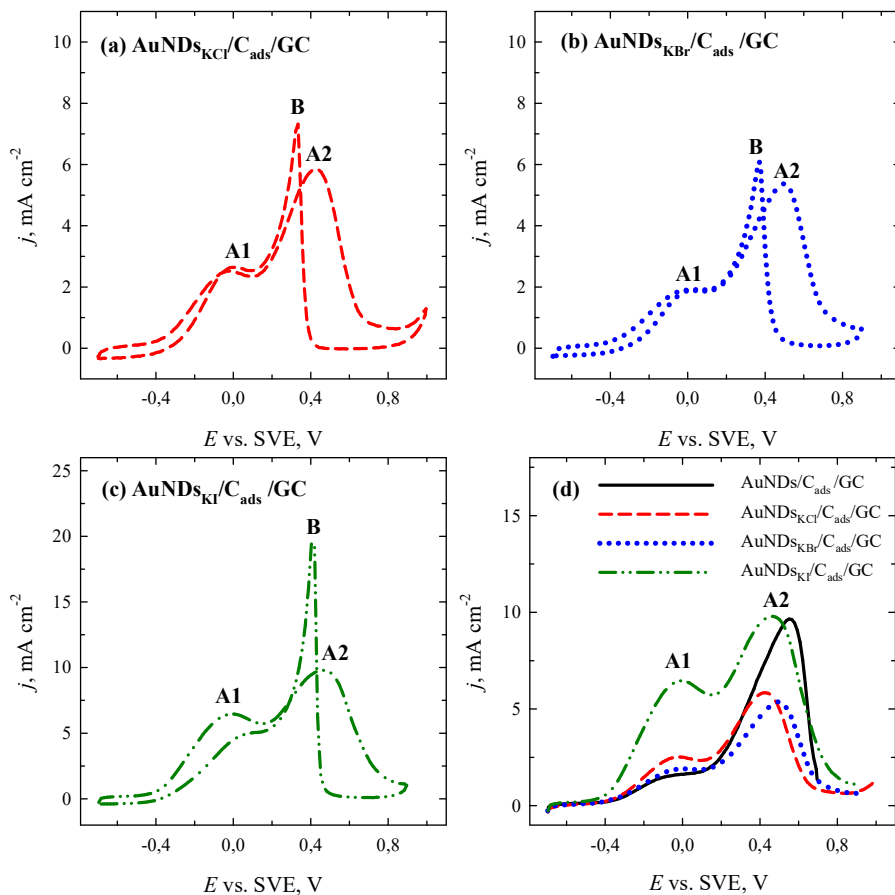 (a) AuNDsKCl/Cads/GC
10
8
6
4
2
0
j, mA cm-2
B
A2
A1
-0,4 0,0 0,4 0,8
E vs. SVE, V
(b) AuNDsKBr/Cads /GC
10
8
6
4
2
0
j, mA cm-2
B
A2
A1
-0,4 0,0 0,4 0,8
E vs. SVE, V
(c) AuNDsKI/Cads /GC
25
20
15
10
5
0
j, mA cm-2
B
A2
A1
-0,4 0,0 0,4 0,8
E vs. SVE, V
(d)
AuNDs/Cads/GC
AuNDsKCl/Cads/GC
AuNDsKBr/Cads/GC
AuNDsKI/Cads/GC
15
10
5
0
j, mA cm-2
A2
A1
-0,4 0,0 0,4 0,8
E vs. SVE, V